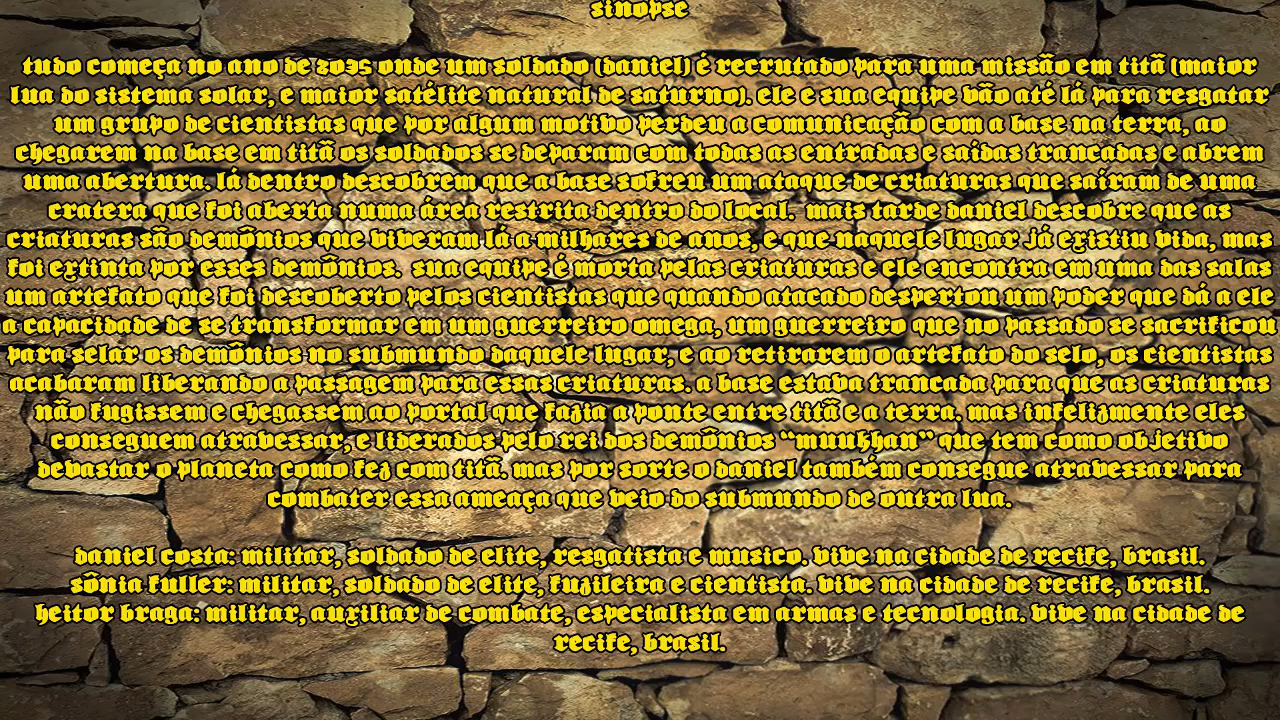 sinopse
tudo começa no ano de 2035 onde um soldado (daniel) é recrutado para uma missão em titã (maior
lua do sistema solar, e maior satélite natural de saturno). ele e sua equipe vão até lá para resgatar
um grupo de cientistas que por algum motivo perdeu a comunicação com a base na terra, ao
chegarem na base em titã os soldados se deparam com todas as entradas e saidas trancadas e abrem
uma abertura. lá dentro descobrem que a base sofreu um ataque de criaturas que saíram de uma
cratera que foi aberta numa área restrita dentro do local. mais tarde daniel descobre que as
criaturas são demônios que viveram lá a milhares de anos, e que naquele lugar já existiu vida, mas
foi extinta por esses demônios. sua equipe é morta pelas criaturas e ele encontra em uma das salas
um artefato que foi descoberto pelos cientistas que quando atacado despertou um poder que dá a ele
a capacidade de se transformar em um guerreiro omega, um guerreiro que no passado se sacrificou
para selar os demônios no submundo daquele lugar, e ao retirarem o artefato do selo, os cientistas
acabaram liberando a passagem para essas criaturas. a base estava trancada para que as criaturas
não fugissem e chegassem ao portal que fazia a ponte entre titã e a terra. mas infelizmente eles
conseguem atravessar, e liderados pelo rei dos demônios “muukhan” que tem como objetivo
devastar o planeta como fez com titã. mas por sorte o daniel também consegue atravessar para
combater essa ameaça que veio do submundo de outra lua.
daniel costa: militar, soldado de elite, resgatista e musico. vive na cidade de recife, brasil.
sônia fuller: militar, soldado de elite, fuzileira e cientista. vive na cidade de recife, brasil.
heitor braga: militar, auxiliar de combate, especialista em armas e tecnologia. vive na cidade de
recife, brasil.